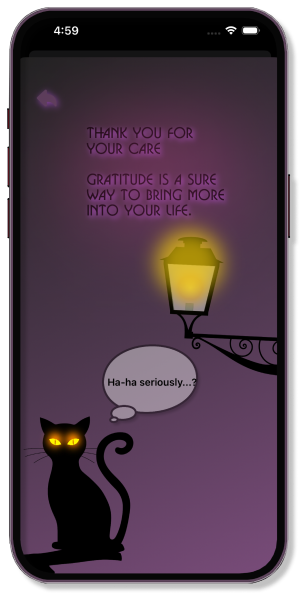 4:59
THANK YOU FOR
YOUR CARE
GRATITUDE IS A SURE
WAY TO BRING MORE
INTO YOUR LIFE.
Ha-ha seriously...?